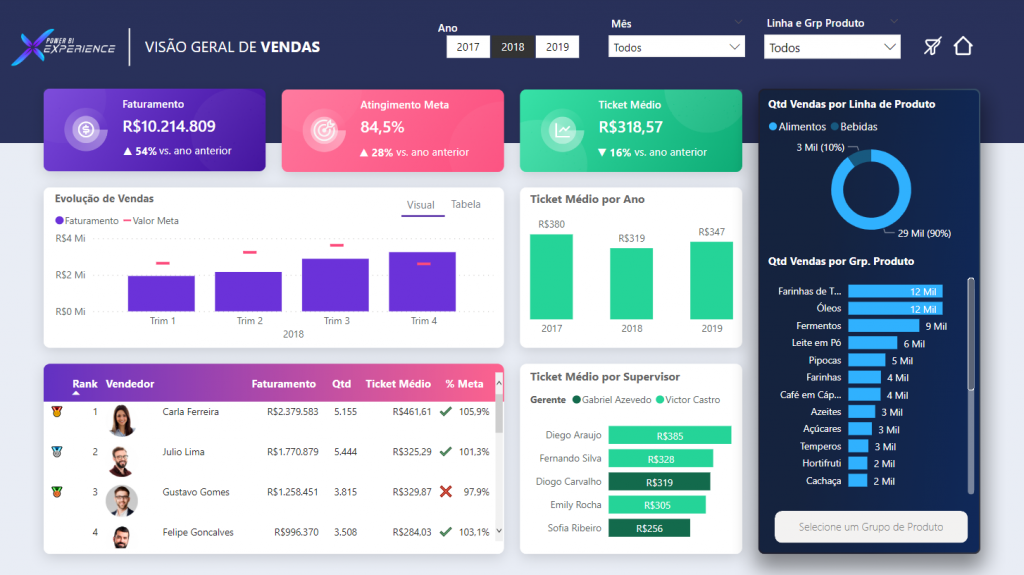 POWER BI
EXPERIENCE
VISÃO GERAL DE VENDAS
Ano
2017 2018 2019
Mês
Todos
Linha e Grp Produto
Todos
Faturamento
R$10.214.809
▲ 54% vs. ano anterior
Atingimento Meta
84,5%
▲ 28% vs. ano anterior
Ticket Médio
R$318,57
▼ 16% vs. ano anterior
Evolução de Vendas
Visual Tabela
Faturamento Valor Meta
R$4 Mi
R$2 Mi
R$0 Mi
Trim 1 Trim 2 Trim 3 Trim 4
2018
Ticket Médio por Ano
R$380 R$319 R$347
2017 2018 2019
Qtd Vendas por Linha de Produto
Alimentos Bebidas
3 Mil (10%)
29 Mil (90%)
Qtd Vendas por Grp. Produto
Farinhas de T... 12 Mil
Óleos 12 Mil
Fermentos 9 Mil
Leite em Pó 6 Mil
Pipocas 5 Mil
Farinhas 4 Mil
Café em Cáp... 4 Mil
Azeites 3 Mil
Açúcares 3 Mil
Temperos 3 Mil
Hortifruti 2 Mil
Cachaça 2 Mil
Selecione um Grupo de Produto
Rank Vendedor Faturamento Qtd Ticket Médio % Meta
1 Carla Ferreira R$2.379.583 5.155 R$461,61 105,9%
2 Julio Lima R$1.770.879 5.444 R$325,29 101,3%
3 Gustavo Gomes R$1.258.451 3.815 R$329,87 97,9%
4 Felipe Goncalves R$996.370 3.508 R$284,03 103,1%
Ticket Médio por Supervisor
Gerente Gabriel Azevedo Victor Castro
Diego Araujo R$385
Fernando Silva R$328
Diogo Carvalho R$319
Emily Rocha R$305
Sofia Ribeiro R$256